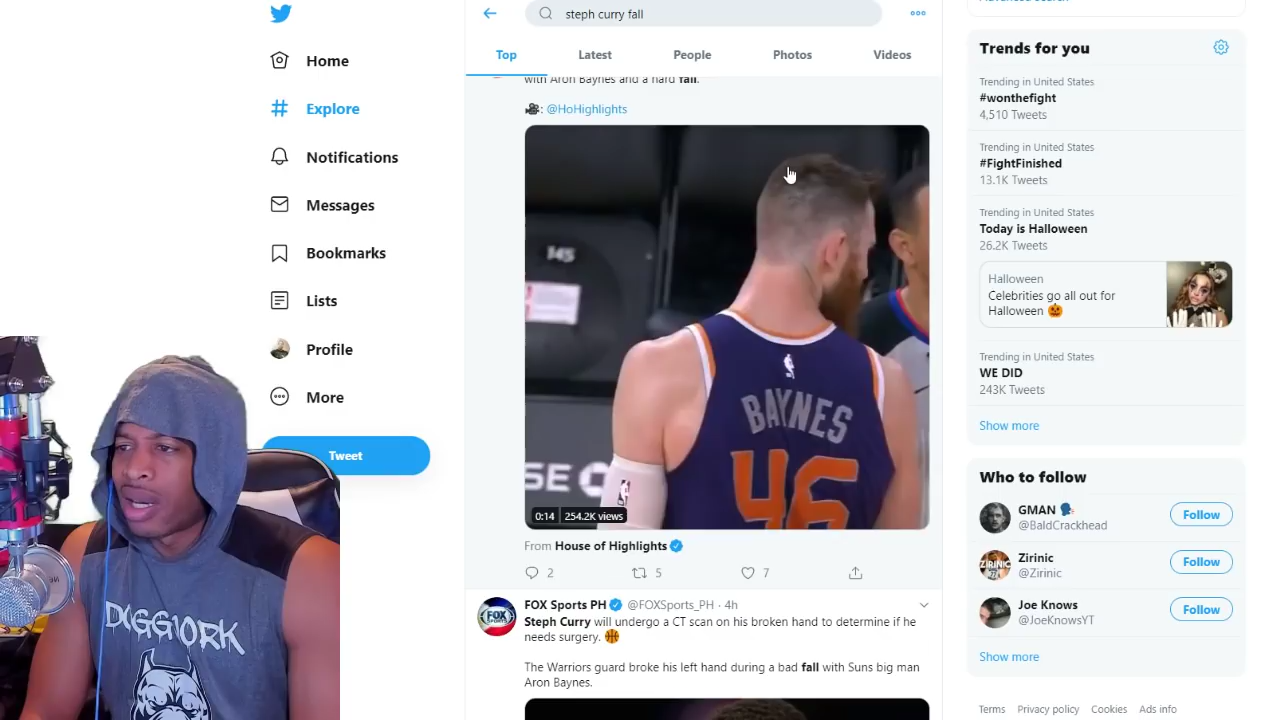 steph curry fall
Top
Latest
People
Photos
Videos
Home
Explore
Notifications
Messages
Bookmarks
Lists
Profile
More
Tweet
with Aron Baynes and a hard fall.
🎥: @HoHighlights
145
SE
BAYNES
46
0:14 254.2K views
From House of Highlights
2
5
7
FOX Sports PH @FOXSports_PH · 4h
Steph Curry will undergo a CT scan on his broken hand to determine if he
needs surgery. 🏀
The Warriors guard broke his left hand during a bad fall with Suns big man
Aron Baynes.
Trends for you
Trending in United States
#wonthefight
4,510 Tweets
Trending in United States
#FightFinished
13.1K Tweets
Trending in United States
Today is Halloween
26.2K Tweets
Halloween
Celebrities go all out for
Halloween 🎃
Trending in United States
WE DID
243K Tweets
Show more
Who to follow
GMAN 🗣
@BaldCrackhead
Follow
Zirinic
@Zirinic
Follow
Joe Knows
@JoeKnowsYT
Follow
Show more
Terms Privacy policy Cookies Ads info